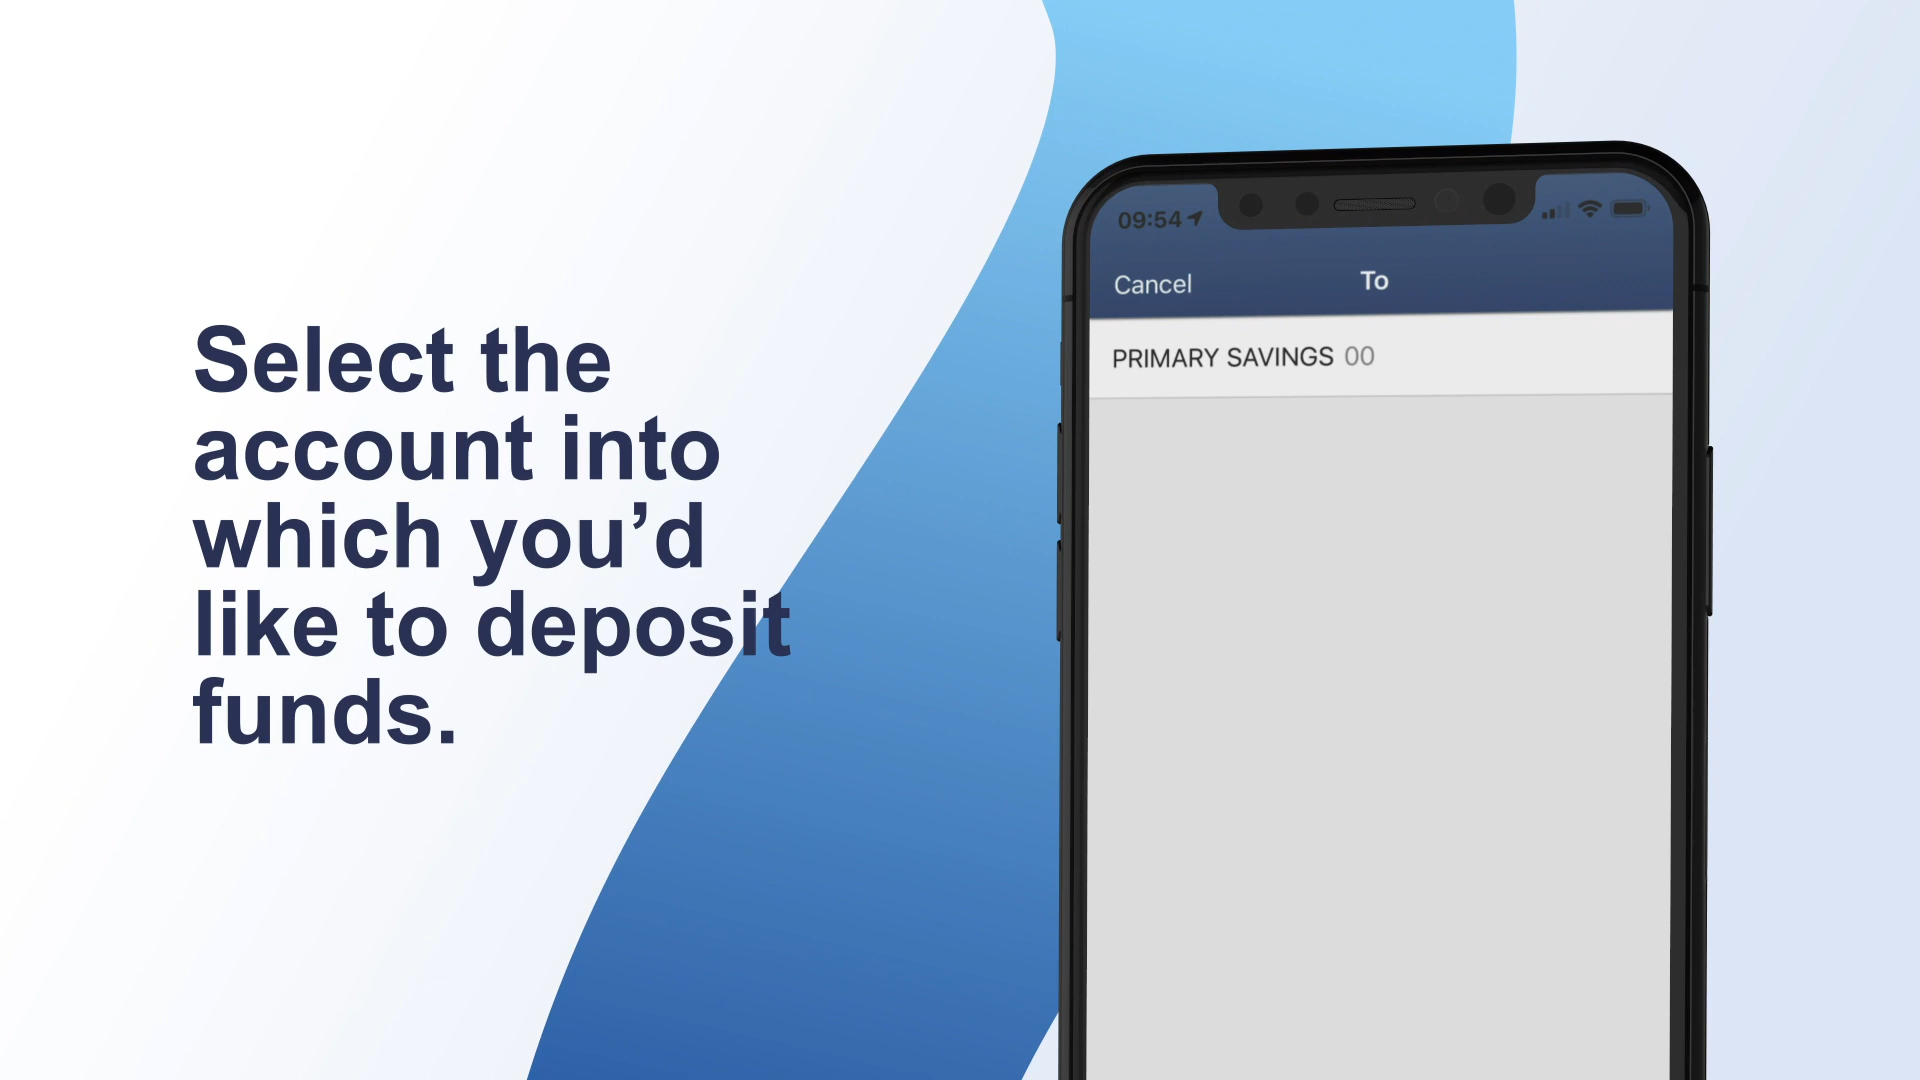 Select the
account into
which you’d
like to deposit
funds.
09:54
Cancel
To
PRIMARY SAVINGS 00